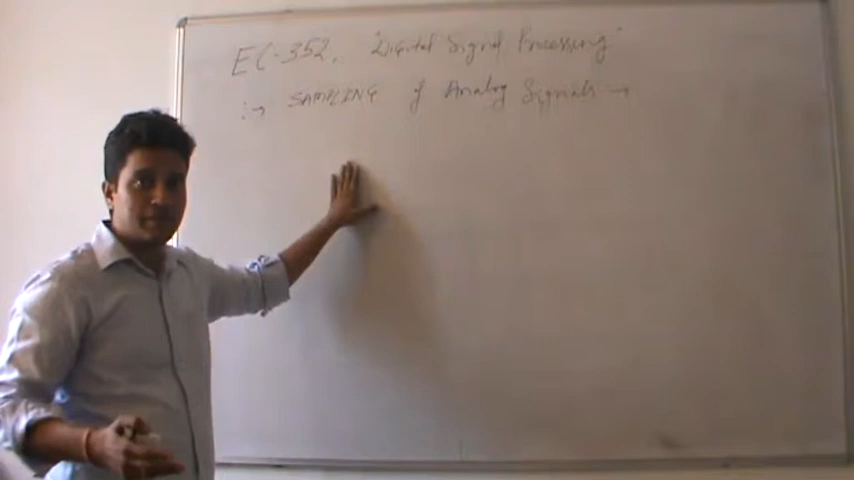 EC-352. "Digital Signal Processing"
:→ SAMPLING of Analog Signals →